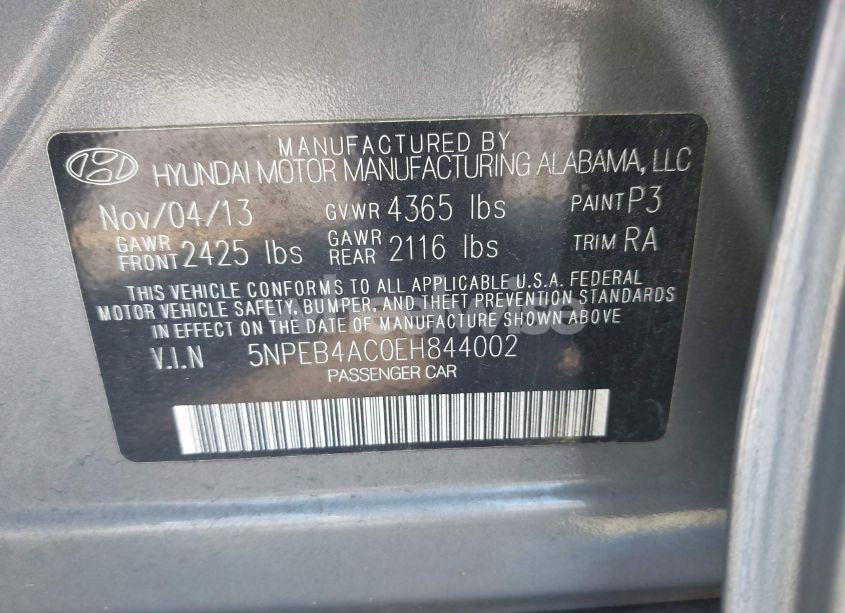 MANUFACTURED BY
HYUNDAI MOTOR MANUFACTURING ALABAMA, LLC
Nov/04/13 GVWR 4365 lbs PAINT P3
GAWR FRONT 2425 lbs GAWR REAR 2116 lbs TRIM RA
THIS VEHICLE CONFORMS TO ALL APPLICABLE U.S.A. FEDERAL
MOTOR VEHICLE SAFETY, BUMPER, AND THEFT PREVENTION STANDARDS
IN EFFECT ON THE DATE OF MANUFACTURE SHOWN ABOVE
V.I.N 5NPEB4AC0EH844002
PASSENGER CAR